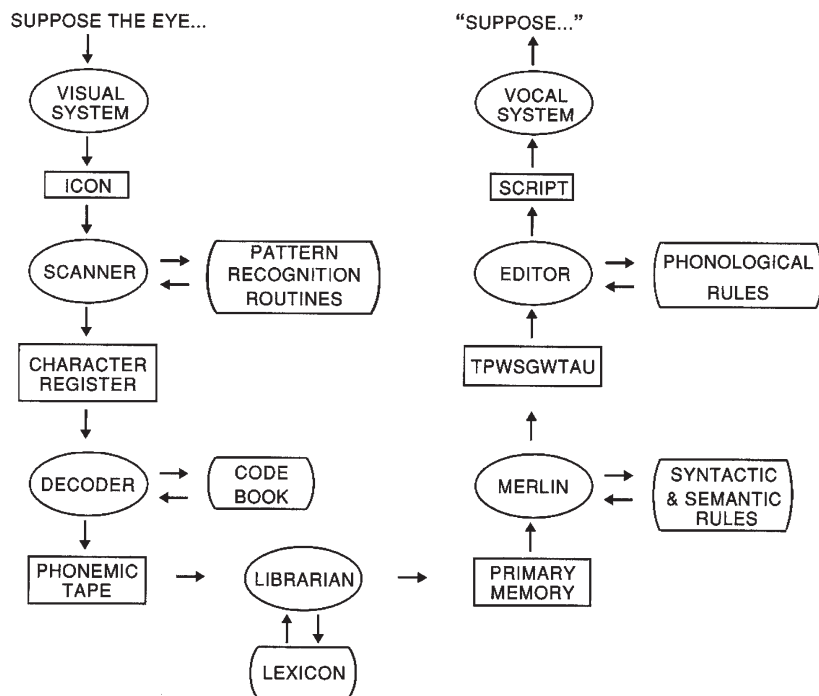 SUPPOSE THE EYE...
VISUAL
SYSTEM
ICON
SCANNER
PATTERN
RECOGNITION
ROUTINES
CHARACTER
REGISTER
DECODER
CODE
BOOK
PHONEMIC
TAPE
LIBRARIAN
LEXICON
PRIMARY
MEMORY
MERLIN
SYNTACTIC
& SEMANTIC
RULES
TPWSGWTAU
EDITOR
PHONOLOGICAL
RULES
SCRIPT
VOCAL
SYSTEM
“SUPPOSE...”